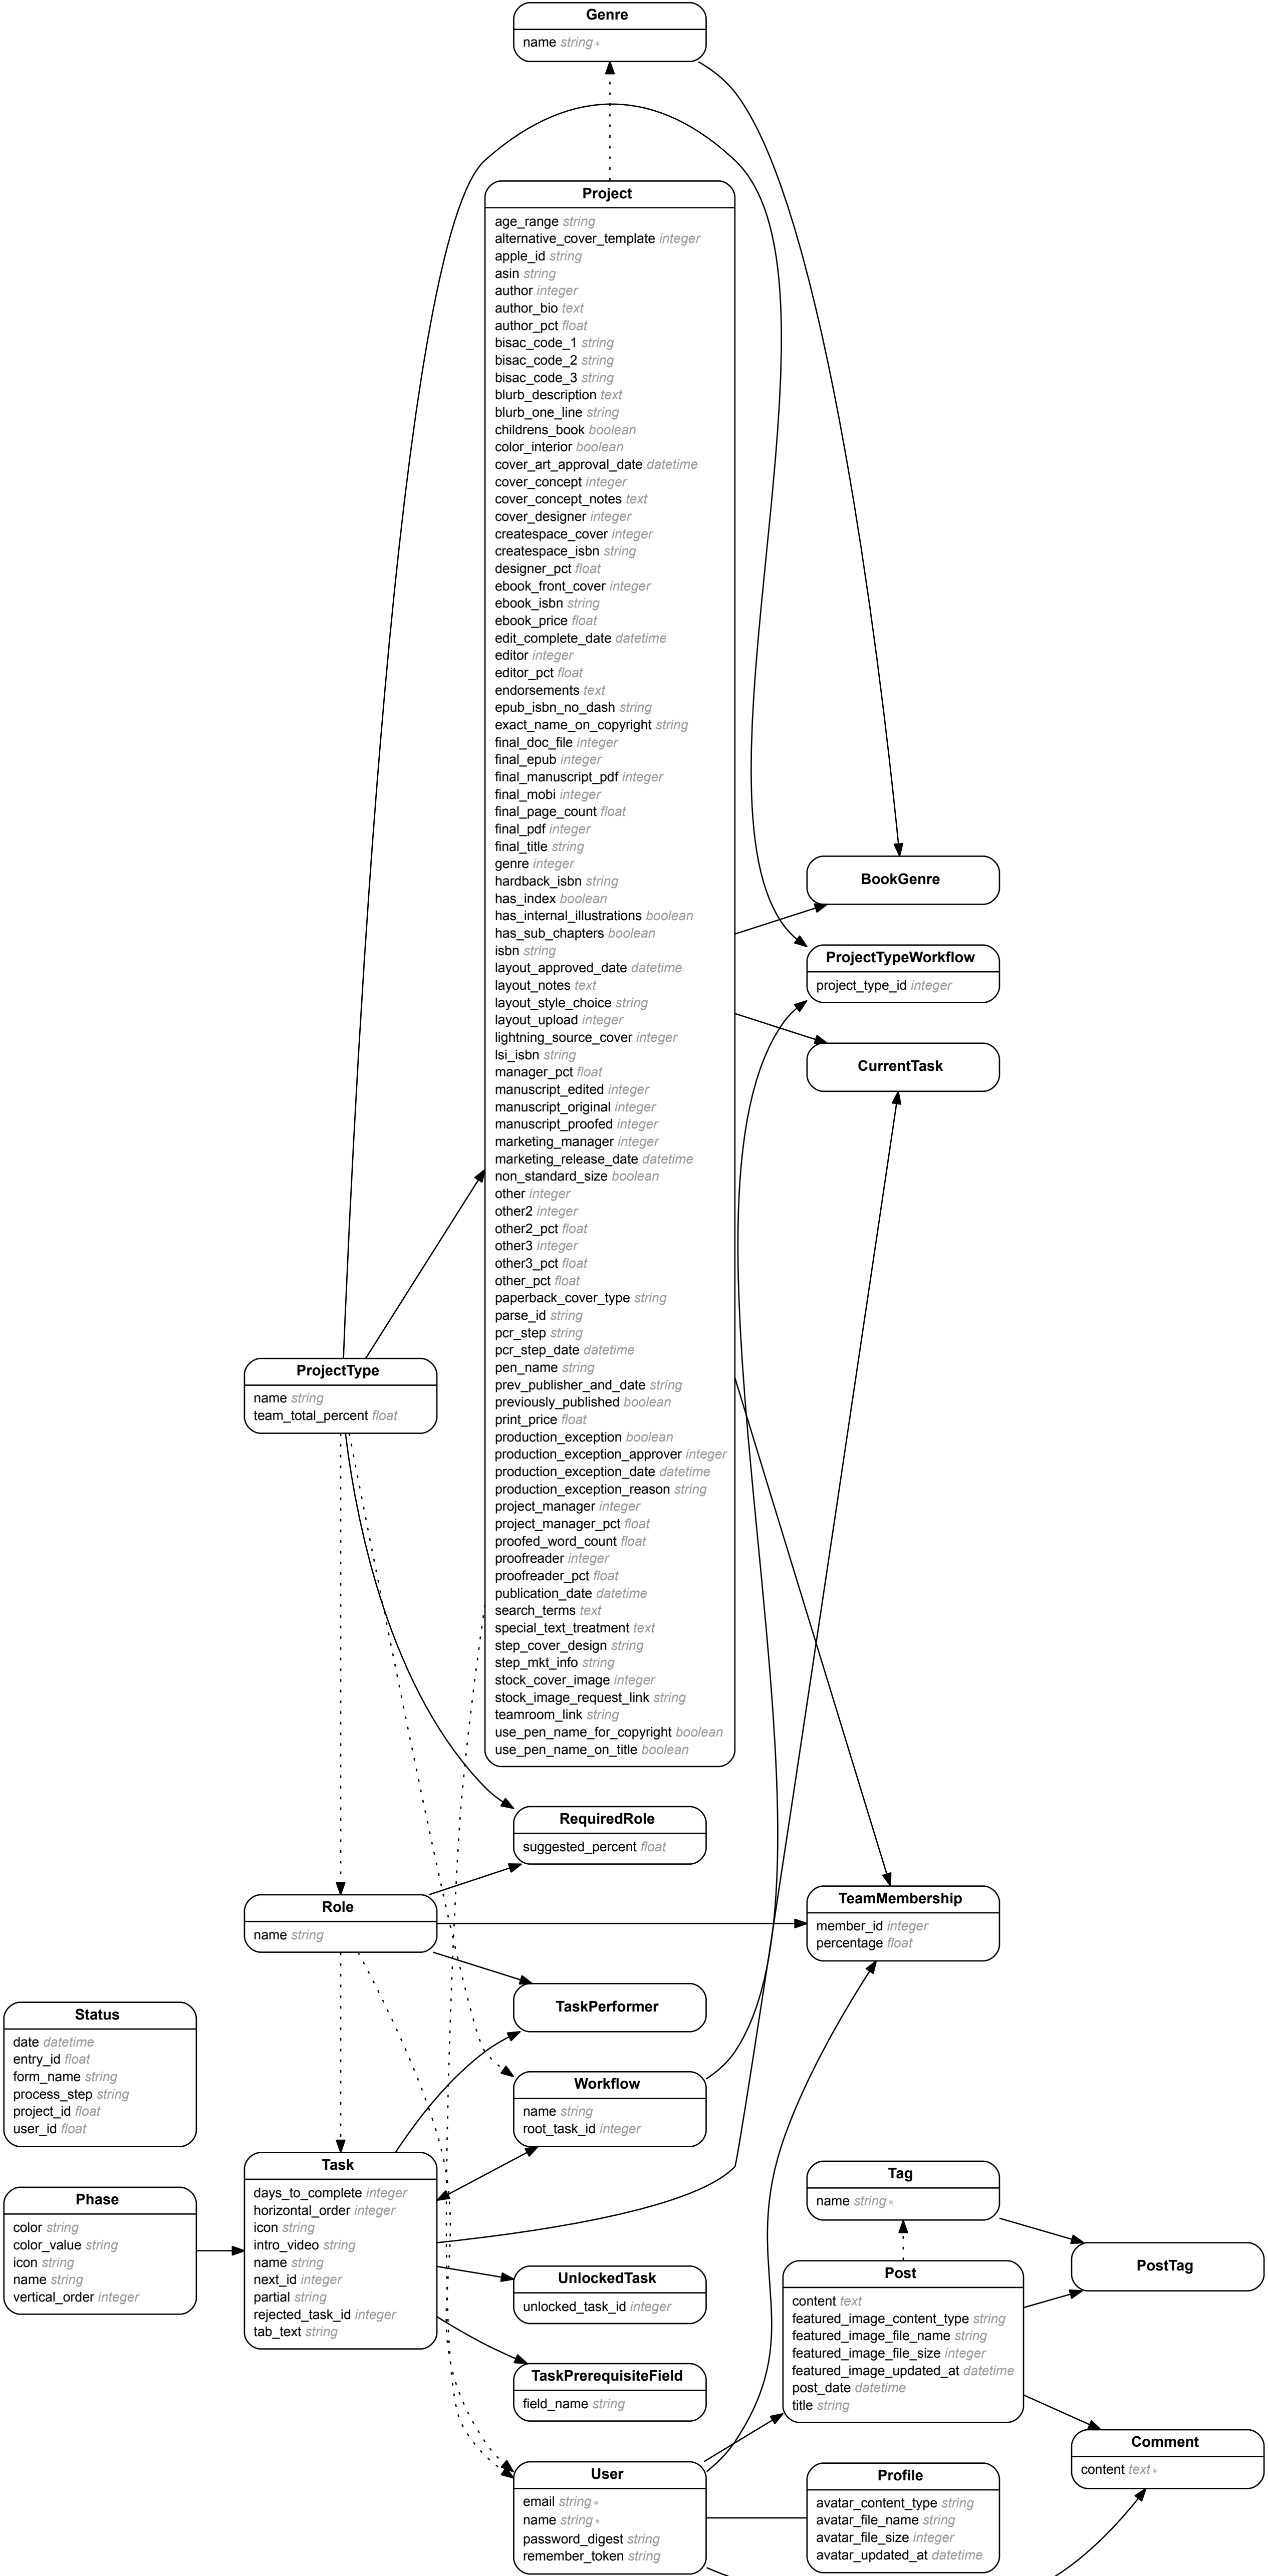 Genre
name string *
Project
age_range string
alternative_cover_template integer
apple_id string
asin string
author integer
author_bio text
author_pct float
bisac_code_1 string
bisac_code_2 string
bisac_code_3 string
blurb_description text
blurb_one_line string
childrens_book boolean
color_interior boolean
cover_art_approval_date datetime
cover_concept integer
cover_concept_notes text
cover_designer integer
createspace_cover integer
createspace_isbn string
designer_pct float
ebook_front_cover integer
ebook_isbn string
ebook_price float
edit_complete_date datetime
editor integer
editor_pct float
endorsements text
epub_isbn_no_dash string
exact_name_on_copyright string
final_doc_file integer
final_epub integer
final_manuscript_pdf integer
final_mobi integer
final_page_count float
final_pdf integer
final_title string
genre integer
hardback_isbn string
has_index boolean
has_internal_illustrations boolean
has_sub_chapters boolean
isbn string
layout_approved_date datetime
layout_notes text
layout_style_choice string
layout_upload integer
lightning_source_cover integer
lsi_isbn string
manager_pct float
manuscript_edited integer
manuscript_original integer
manuscript_proofed integer
marketing_manager integer
marketing_release_date datetime
non_standard_size boolean
other integer
other2 integer
other2_pct float
other3 integer
other3_pct float
other_pct float
paperback_cover_type string
parse_id string
pcr_step string
pcr_step_date datetime
pen_name string
prev_publisher_and_date string
previously_published boolean
print_price float
production_exception boolean
production_exception_approver integer
production_exception_date datetime
production_exception_reason string
project_manager integer
project_manager_pct float
proofed_word_count float
proofreader integer
proofreader_pct float
publication_date datetime
search_terms text
special_text_treatment text
step_cover_design string
step_mkt_info string
stock_cover_image integer
stock_image_request_link string
teamroom_link string
use_pen_name_for_copyright boolean
use_pen_name_on_title boolean
BookGenre
ProjectTypeWorkflow
project_type_id integer
CurrentTask
ProjectType
name string
team_total_percent float
RequiredRole
suggested_percent float
Role
name string
TeamMembership
member_id integer
percentage float
TaskPerformer
Status
date datetime
entry_id float
form_name string
process_step string
project_id float
user_id float
Workflow
name string
root_task_id integer
Task
days_to_complete integer
horizontal_order integer
icon string
intro_video string
name string
next_id integer
partial string
rejected_task_id integer
tab_text string
Phase
color string
color_value string
icon string
name string
vertical_order integer
Tag
name string *
PostTag
UnlockedTask
unlocked_task_id integer
Post
content text
featured_image_content_type string
featured_image_file_name string
featured_image_file_size integer
featured_image_updated_at datetime
post_date datetime
title string
TaskPrerequisiteField
field_name string
Comment
content text *
User
email string *
name string *
password_digest string
remember_token string
Profile
avatar_content_type string
avatar_file_name string
avatar_file_size integer
avatar_updated_at datetime